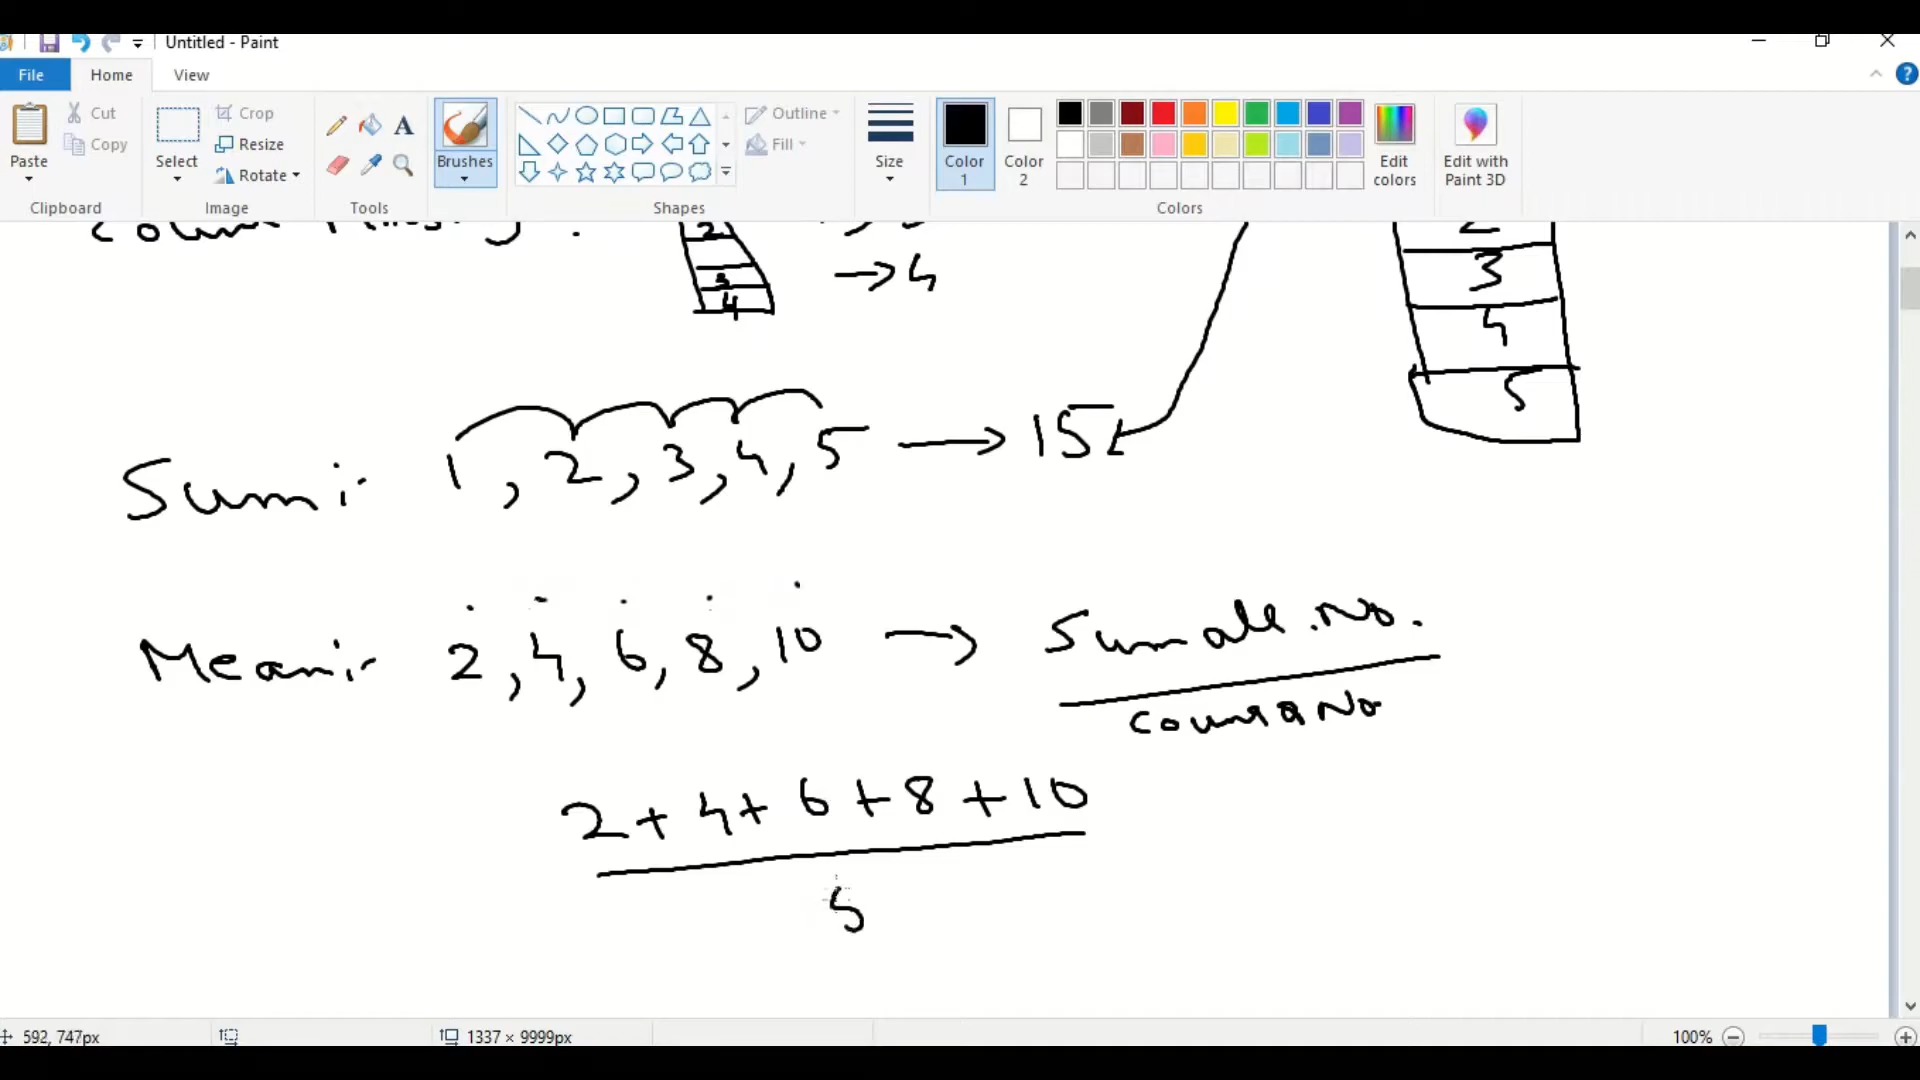 Untitled - Paint
File Home View
Paste Cut Copy Select Crop Resize Rotate Brushes Outline Fill Size Color 1 Color 2 Edit colors Edit with Paint 3D
Clipboard Image Tools Shapes Colors
2
3
→ 4
3
4
4
5
Sum:- 1, 2, 3, 4, 5 → 15
Mean:- 2, 4, 6, 8, 10 → Sum all. No.
No
2 + 4 + 6 + 8 + 10
5
592, 747px 1337 × 9999px 100%